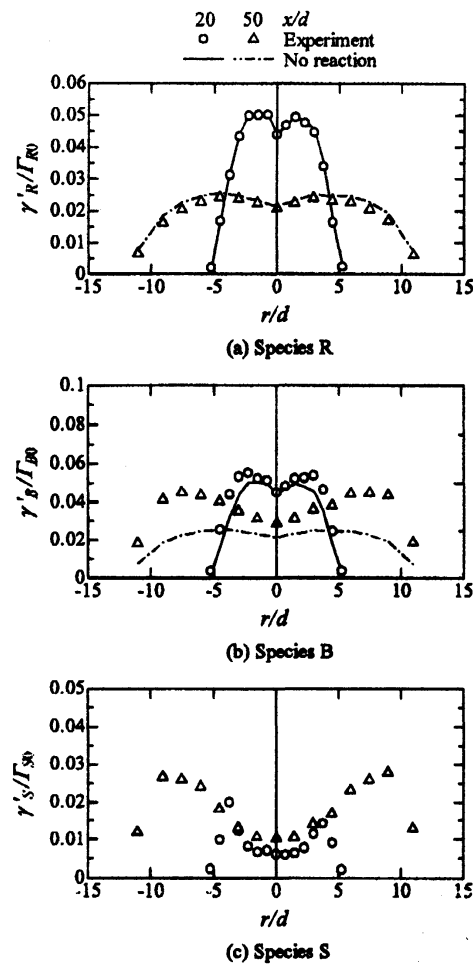 20 50 x/d
○ △ Experiment
No reaction
0.06
0.05
0.04
0.03
0.02
0.01
0
γ'R/ΓR0
-15 -10 -5 0 5 10 15
r/d
(a) Species R
0.1
0.08
0.06
0.04
0.02
0
γ'B/ΓB0
-15 -10 -5 0 5 10 15
r/d
(b) Species B
0.05
0.04
0.03
0.02
0.01
0
γ'S/ΓS0
-15 -10 -5 0 5 10 15
r/d
(c) Species S